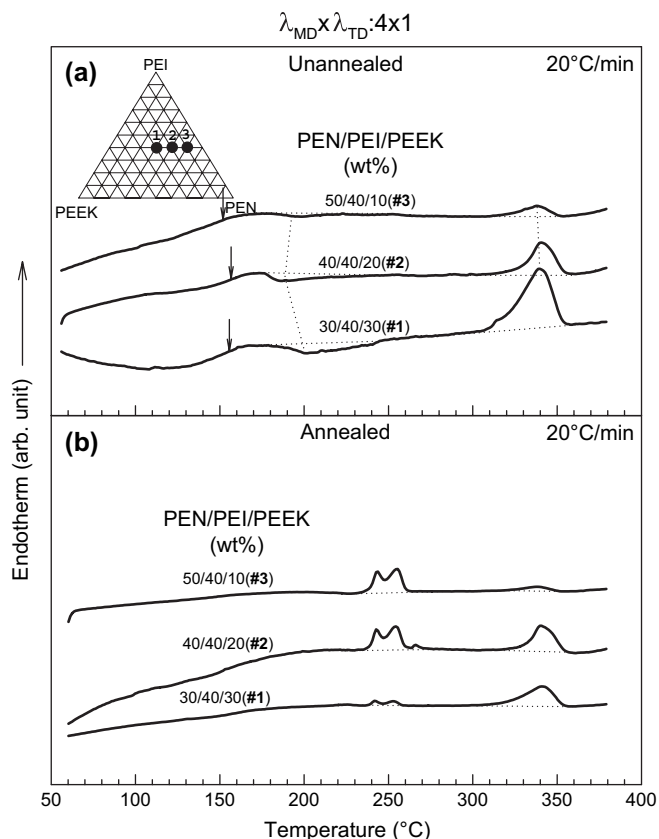 λMD x λTD:4x1
(a)
Unannealed
20°C/min
PEI
1 2 3
PEEK
PEN
PEN/PEI/PEEK
(wt%)
50/40/10(#3)
40/40/20(#2)
30/40/30(#1)
(b)
Annealed
20°C/min
PEN/PEI/PEEK
(wt%)
50/40/10(#3)
40/40/20(#2)
30/40/30(#1)
Endotherm (arb. unit)
50 100 150 200 250 300 350 400
Temperature (°C)